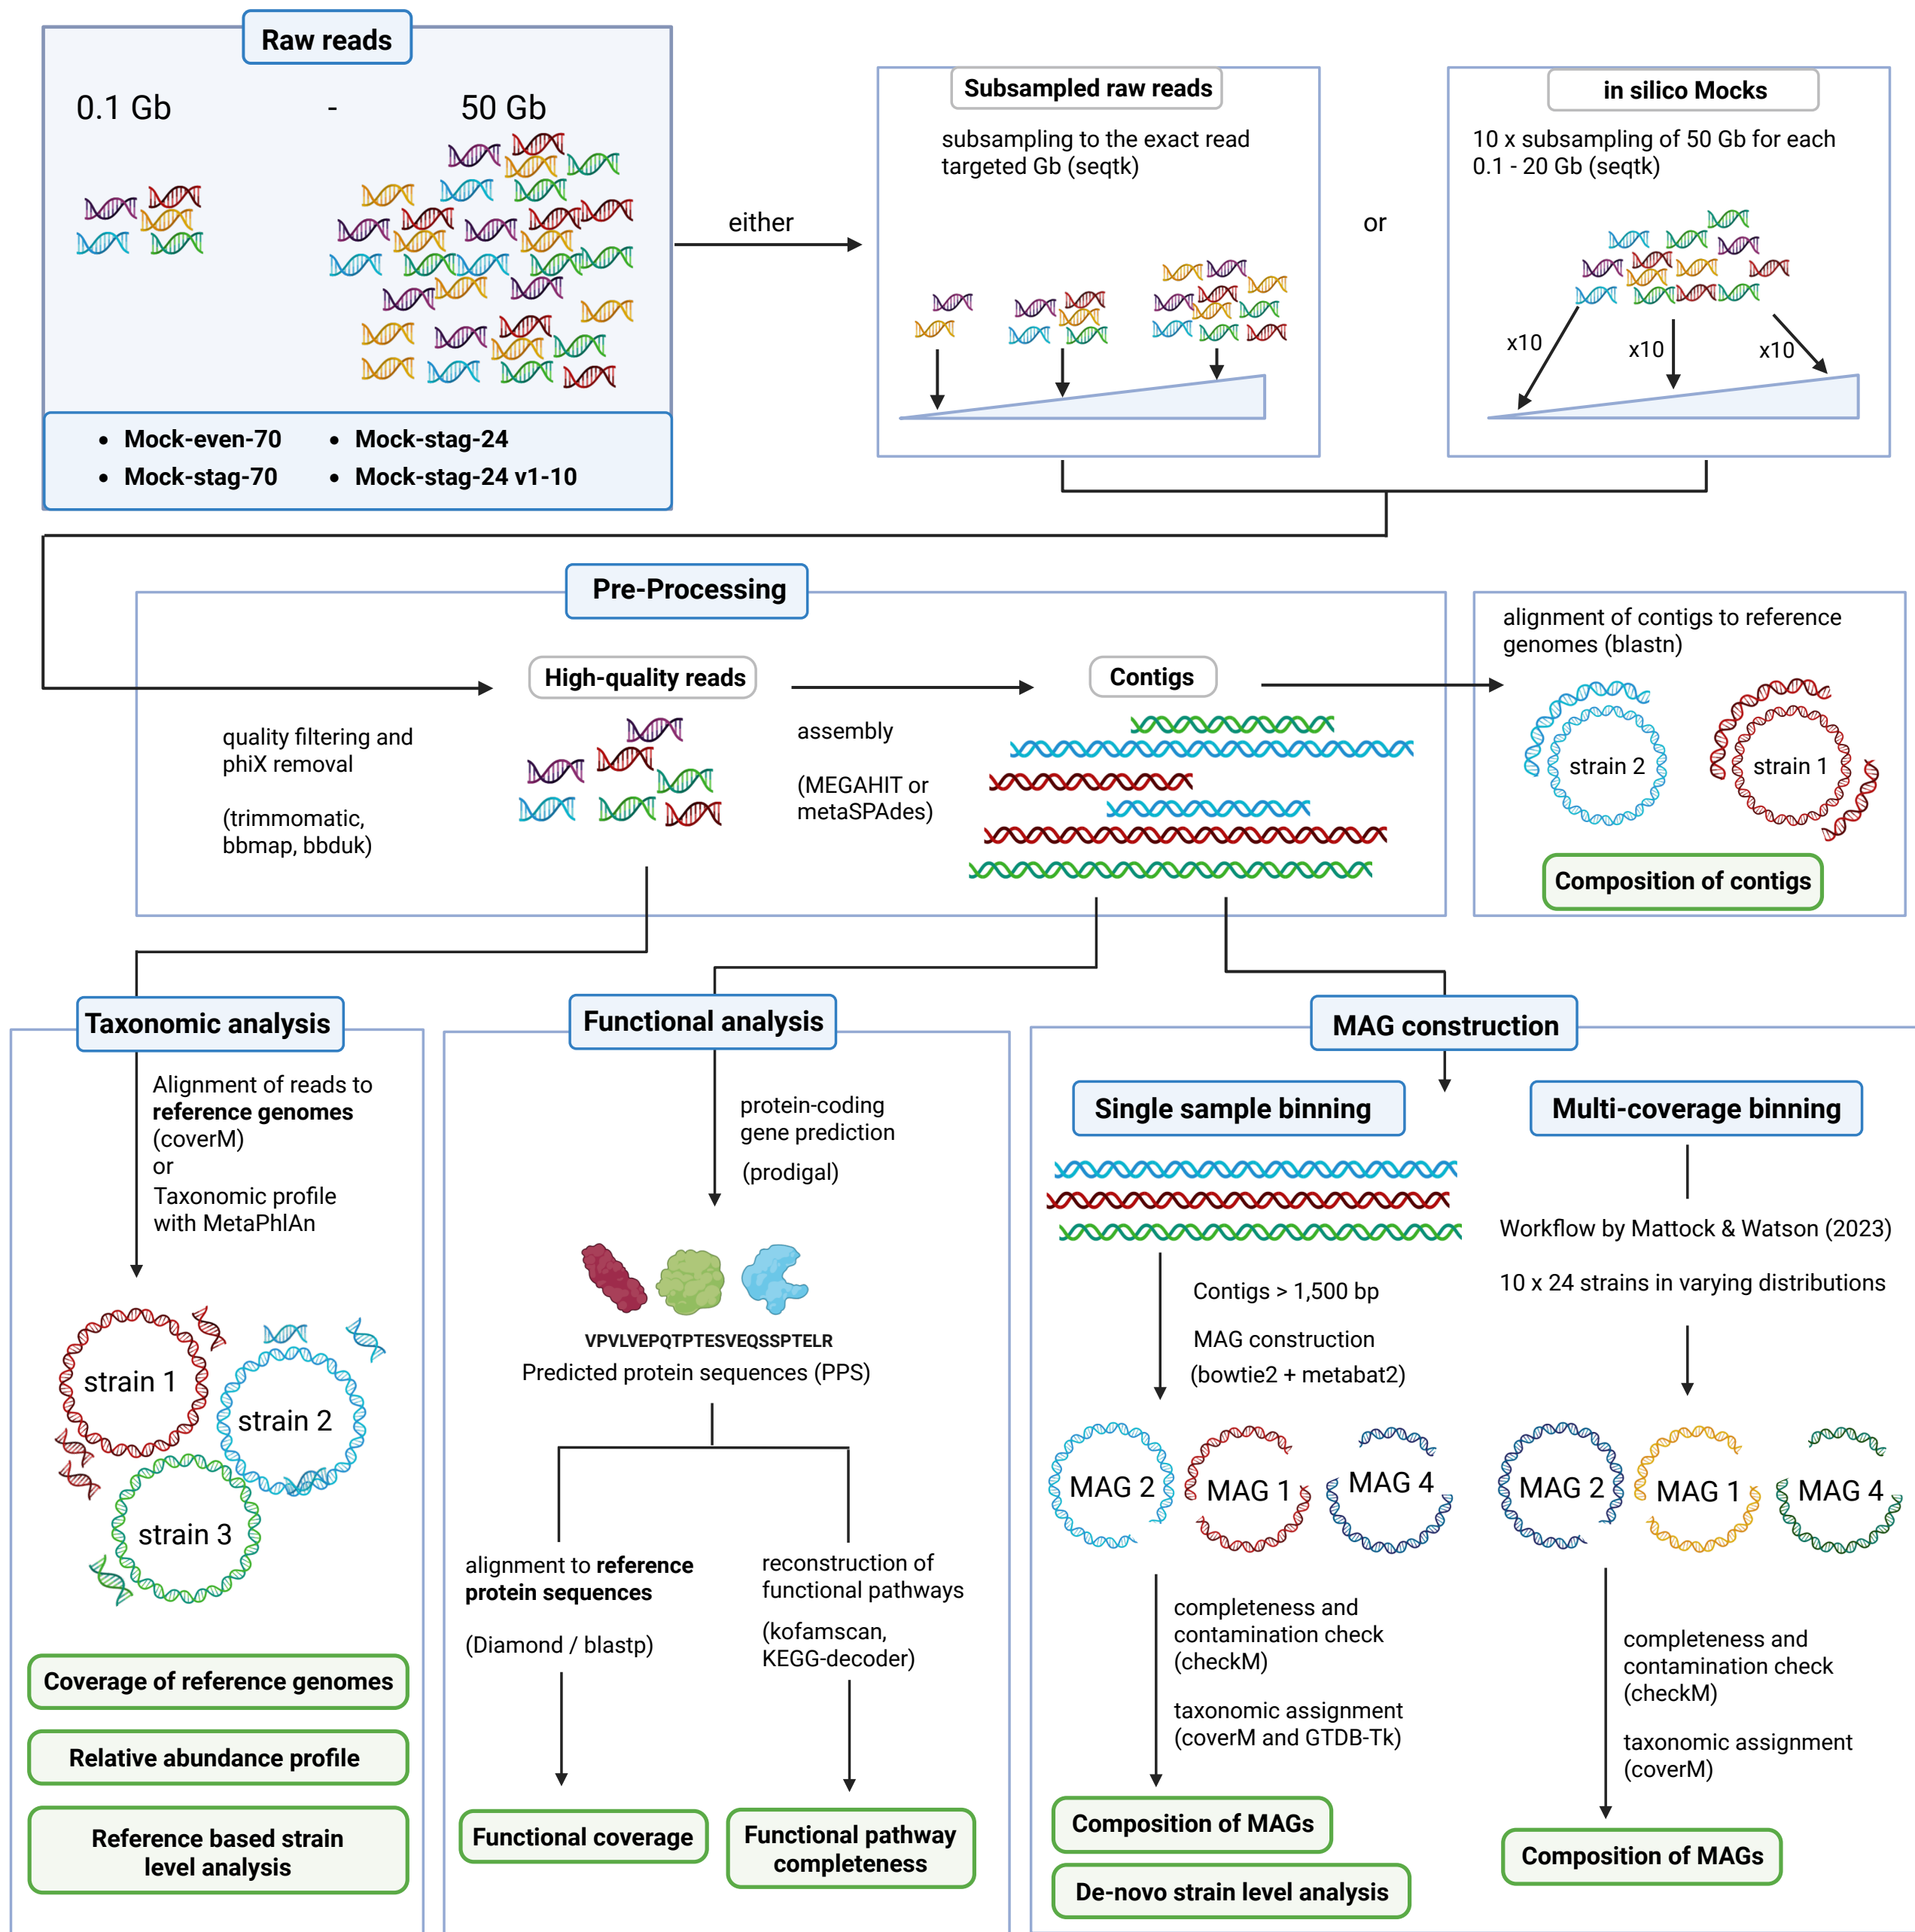 Raw reads
0.1 Gb - 50 Gb
• Mock-even-70
• Mock-stag-70
• Mock-stag-24
• Mock-stag-24 v1-10
either
Subsampled raw reads
subsampling to the exact read
targeted Gb (seqtk)
or
in silico Mocks
10 x subsampling of 50 Gb for each
0.1 - 20 Gb (seqtk)
x10
x10
x10
Pre-Processing
quality filtering and
phiX removal
(trimmomatic,
bbmap, bbduk)
High-quality reads
assembly
(MEGAHIT or
metaSPAdes)
Contigs
alignment of contigs to reference
genomes (blastn)
strain 2
strain 1
Composition of contigs
Taxonomic analysis
Alignment of reads to
reference genomes
(coverM)
or
Taxonomic profile
with MetaPhlAn
strain 1
strain 2
strain 3
Coverage of reference genomes
Relative abundance profile
Reference based strain
level analysis
Functional analysis
protein-coding
gene prediction
(prodigal)
VPVLVEPQTPTESVEQSSPTELR
Predicted protein sequences (PPS)
alignment to reference
protein sequences
(Diamond / blastp)
reconstruction of
functional pathways
(kofamscan,
KEGG-decoder)
Functional coverage
Functional pathway
completeness
MAG construction
Single sample binning
Contigs > 1,500 bp
MAG construction
(bowtie2 + metabat2)
MAG 2
MAG 1
MAG 4
completeness and
contamination check
(checkM)
taxonomic assignment
(coverM and GTDB-Tk)
Composition of MAGs
De-novo strain level analysis
Multi-coverage binning
Workflow by Mattock & Watson (2023)
10 x 24 strains in varying distributions
MAG 2
MAG 1
MAG 4
completeness and
contamination check
(checkM)
taxonomic assignment
(coverM)
Composition of MAGs